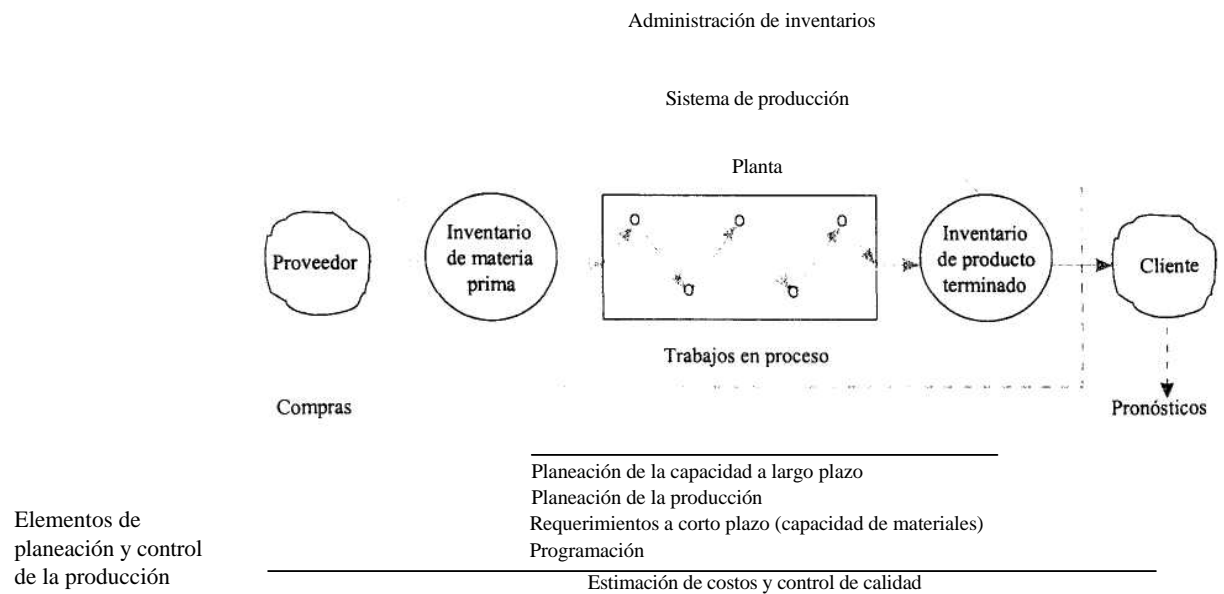 Administración de inventarios
Sistema de producción
Planta
Proveedor
Inventario
de materia
prima
Inventario
de producto
terminado
Cliente
Trabajos en proceso
Compras
Pronósticos
Planeación de la capacidad a largo plazo
Planeación de la producción
Requerimientos a corto plazo (capacidad de materiales)
Programación
Elementos de
planeación y control
de la producción
Estimación de costos y control de calidad